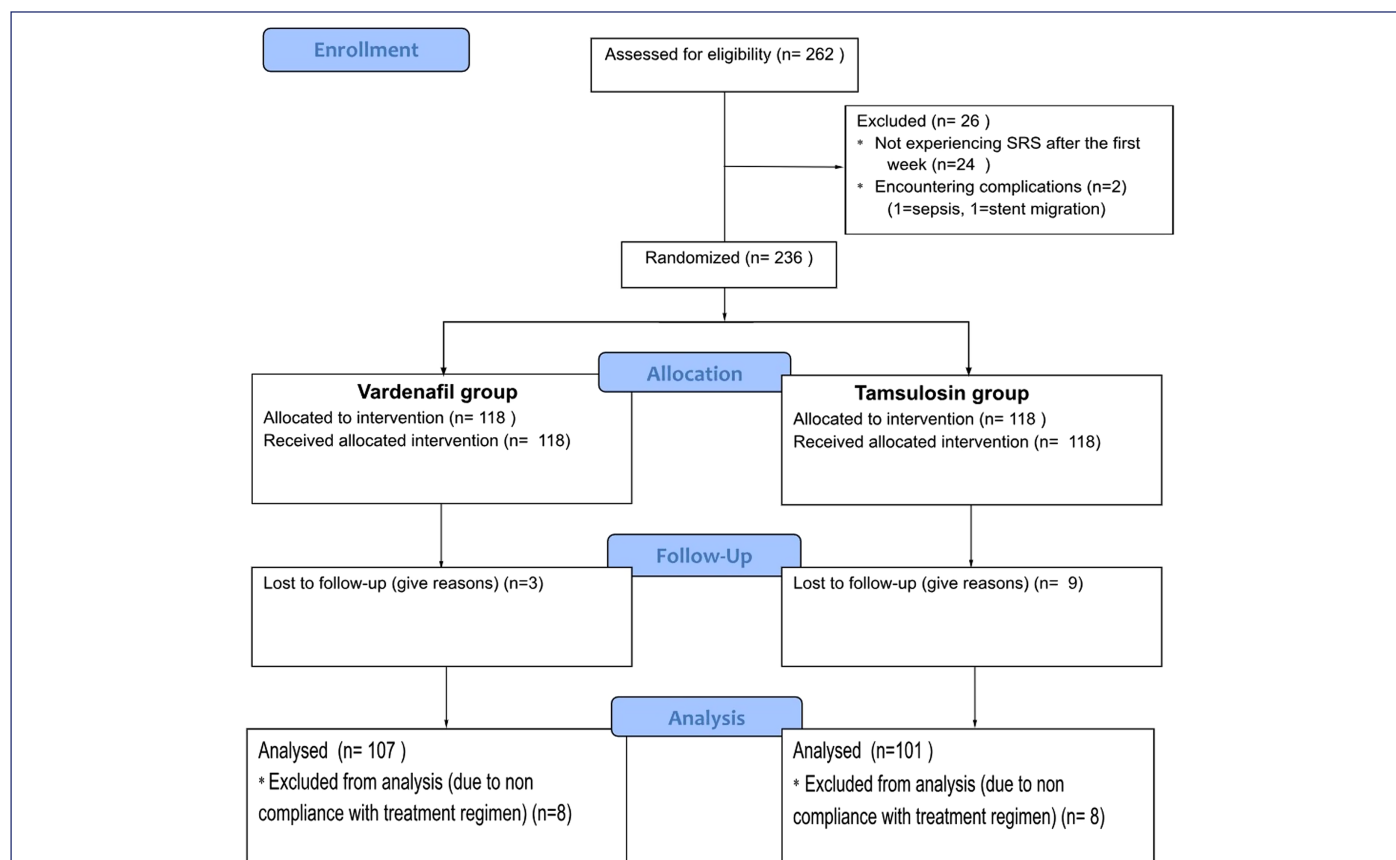 Enrollment
Assessed for eligibility (n= 262 )
Excluded (n= 26 )
* Not experiencing SRS after the first
week (n=24 )
* Encountering complications (n=2)
(1=sepsis, 1=stent migration)
Randomized (n= 236 )
Allocation
Vardenafil group
Allocated to intervention (n= 118 )
Received allocated intervention (n= 118)
Tamsulosin group
Allocated to intervention (n= 118 )
Received allocated intervention (n= 118)
Follow-Up
Lost to follow-up (give reasons) (n=3)
Lost to follow-up (give reasons) (n= 9)
Analysis
Analysed (n= 107 )
* Excluded from analysis (due to non
compliance with treatment regimen) (n=8)
Analysed (n=101 )
* Excluded from analysis (due to non
compliance with treatment regimen) (n= 8)